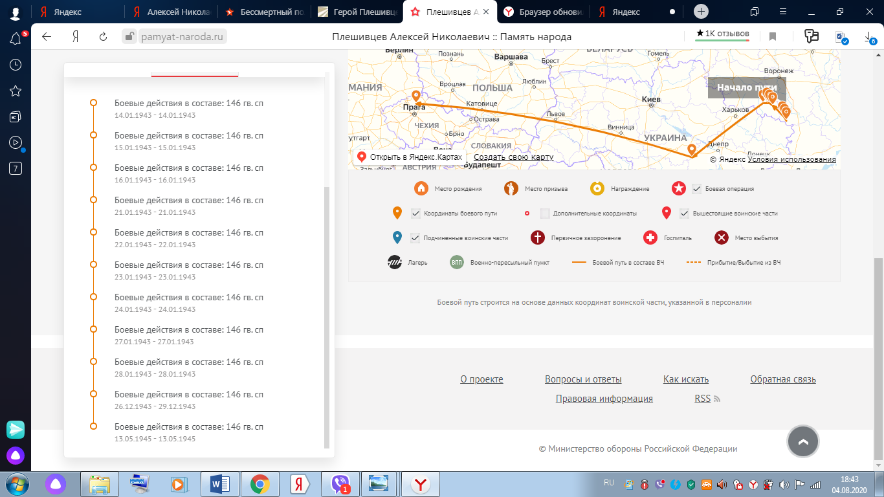 Яндекс
Алексей Никола
Бессмертный по
Герой Плешивц
Плешивцев А
Браузер обнови
Яндекс
pamyat-naroda.ru
Плешивцев Алексей Николаевич :: Память народа
★1К отзывов
5
6
7
Боевые действия в составе: 146 гв. сп
14.01.1943 - 14.01.1943
Боевые действия в составе: 146 гв. сп
15.01.1943 - 15.01.1943
Боевые действия в составе: 146 гв. сп
16.01.1943 - 16.01.1943
Боевые действия в составе: 146 гв. сп
21.01.1943 - 21.01.1943
Боевые действия в составе: 146 гв. сп
22.01.1943 - 22.01.1943
Боевые действия в составе: 146 гв. сп
23.01.1943 - 23.01.1943
Боевые действия в составе: 146 гв. сп
24.01.1943 - 24.01.1943
Боевые действия в составе: 146 гв. сп
27.01.1943 - 27.01.1943
Боевые действия в составе: 146 гв. сп
28.01.1943 - 28.01.1943
Боевые действия в составе: 146 гв. сп
26.12.1943 - 29.12.1943
Боевые действия в составе: 146 гв. сп
13.05.1945 - 13.05.1945
Берлин
Познань
Варшава
Брест
БЕЛАРУСЬ
Гомель
Воронеж
МАНИЯ
Вроцлав
ПОЛЬША
Люблин
Начало пути
Прага
Катовице
Киев
Харьков
ЧЕХИЯ
Острава
Львов
Брно
Винница
УКРАИНА
Днепр
тгарт
СЛОВАКИЯ
АВСТРИЯ
Будапешт
Открыть в Яндекс.Картах
Создать свою карту
© Яндекс Условия использования
Место рождения
Место призыва
Награждение
Боевая операция
Координаты боевого пути
Дополнительные координаты
Вышестоящие воинские части
Подчиненные воинские части
Первичное захоронение
Госпиталь
Место выбытия
Лагерь
ВПП
Военно-пересыльный пункт
Боевой путь в составе ВЧ
Прибытие/Выбытие из ВЧ
Боевой путь строится на основе данных координат воинской части, указанной в персоналии
О проекте
Вопросы и ответы
Как искать
Обратная связь
Правовая информация
RSS
© Министерство обороны Российской Федерации
1
RU
18:43
04.08.2020